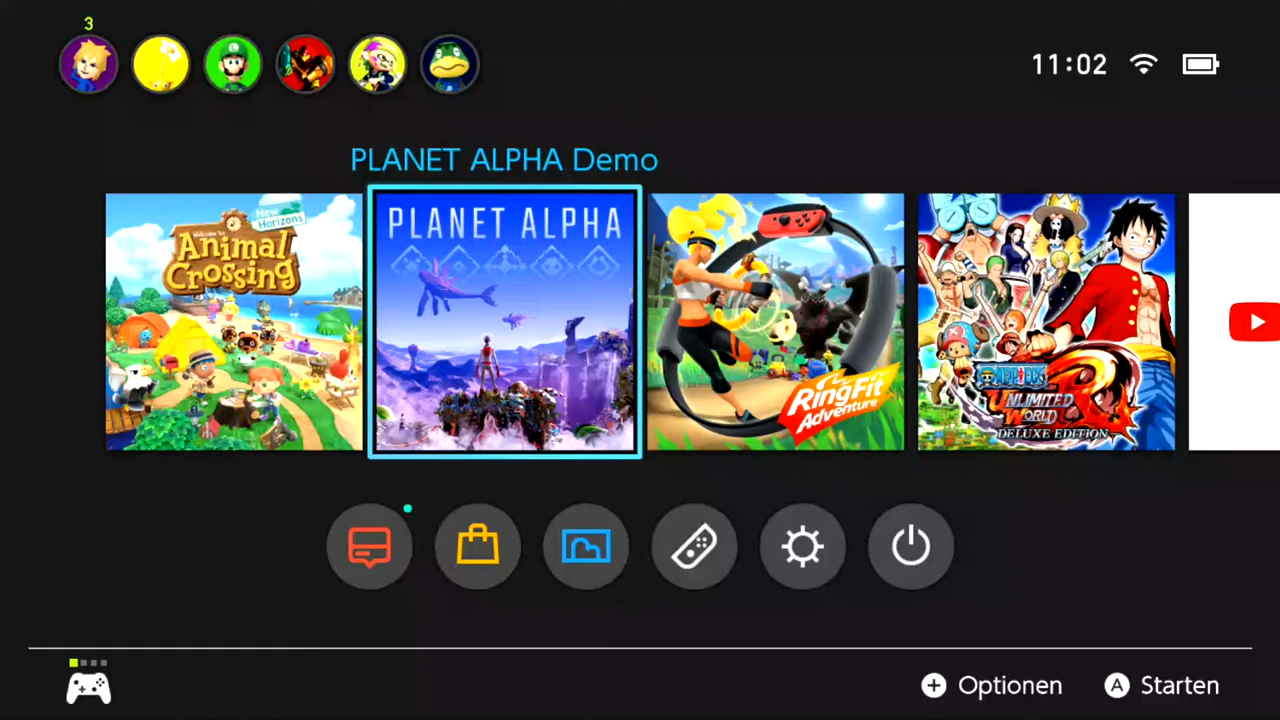 3
11:02
PLANET ALPHA Demo
Welcome to
Animal
Crossing
New
Horizons
PLANET ALPHA
RingFit
Adventure
ONE PIECE
UNLIMITED
WORLD
R
DELUXE EDITION
L
Optionen
A Starten